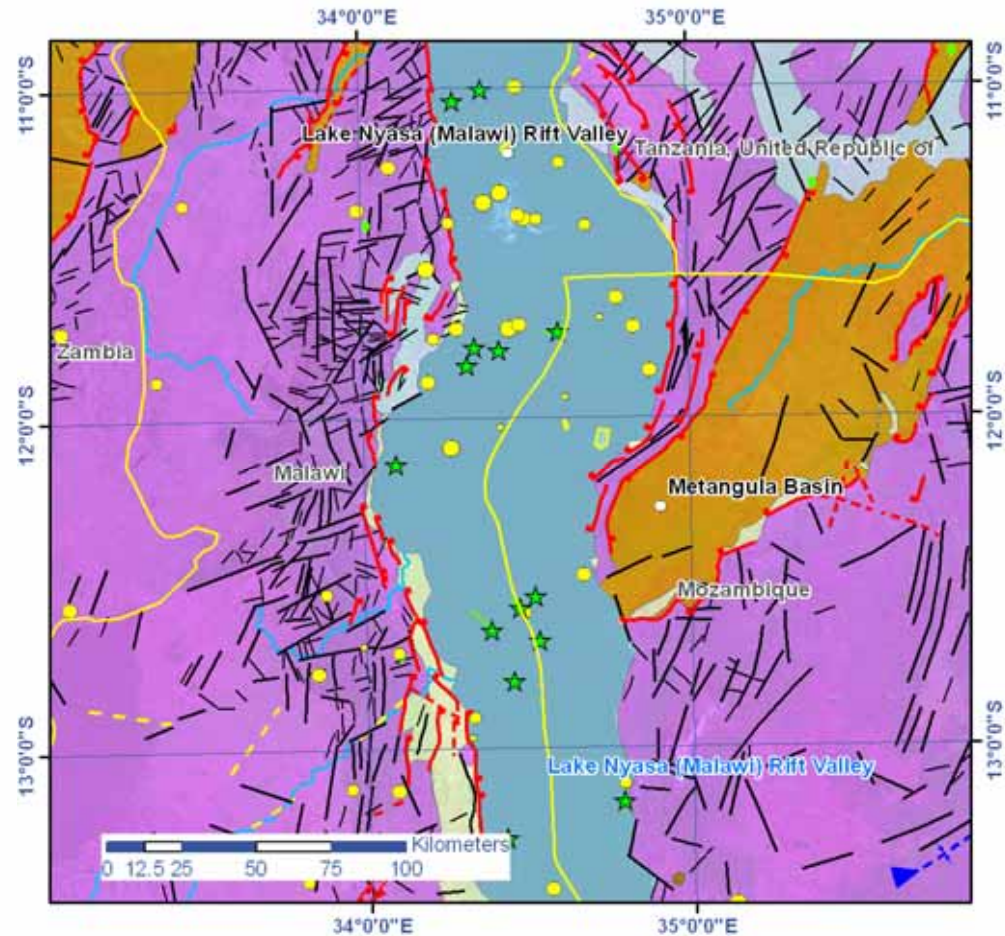 34°0'0"E 35°0'0"E
11°0'0"S 11°0'0"S
Lake Nyasa (Malawi) Rift Valley
Tanzania, United Republic of
Zambia
12°0'0"S 12°0'0"S
Malawi
Metangula Basin
Mozambique
13°0'0"S 13°0'0"S
Lake Nyasa (Malawi) Rift Valley
Kilometers
0 12.5 25 50 75 100
34°0'0"E 35°0'0"E